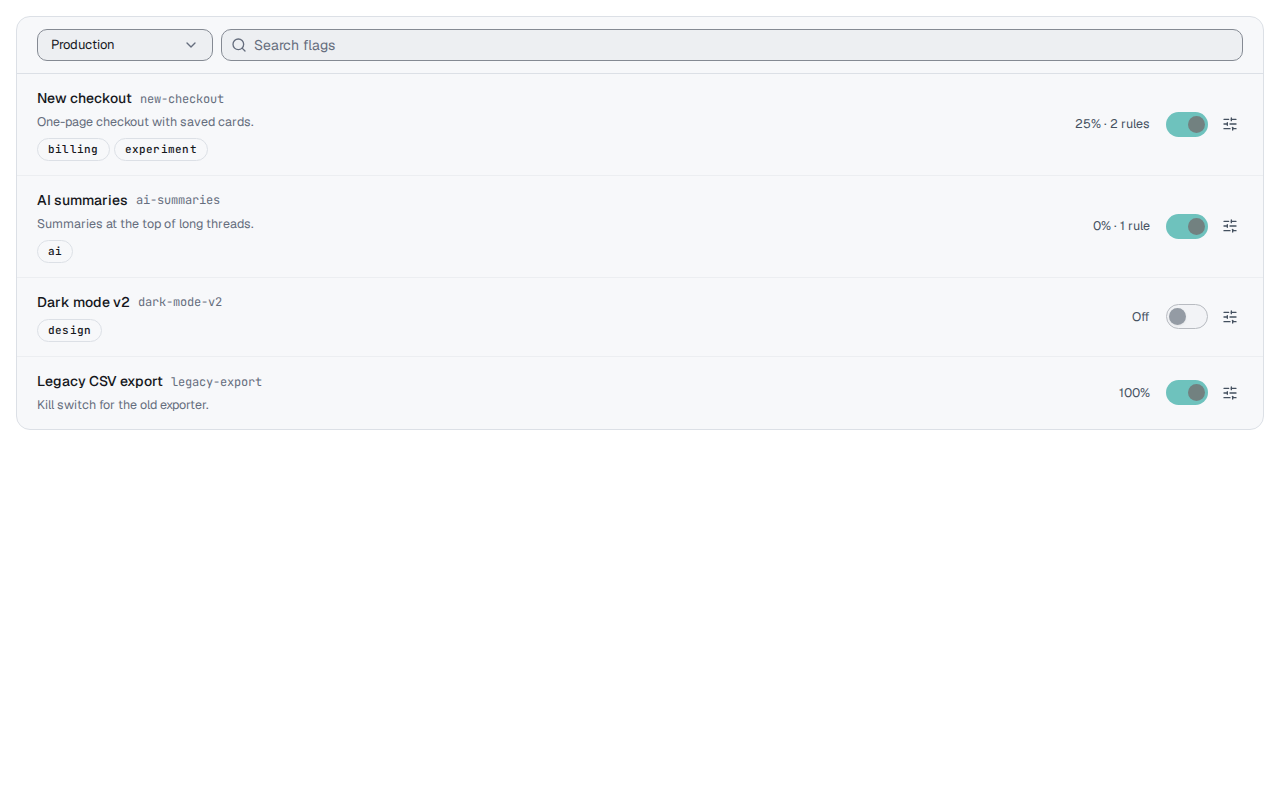 Production
Search flags
New checkout new-checkout
One-page checkout with saved cards.
25% · 2 rules
billing experiment
AI summaries ai-summaries
Summaries at the top of long threads.
0% · 1 rule
ai
Dark mode v2 dark-mode-v2
Off
design
Legacy CSV export legacy-export
Kill switch for the old exporter.
100%